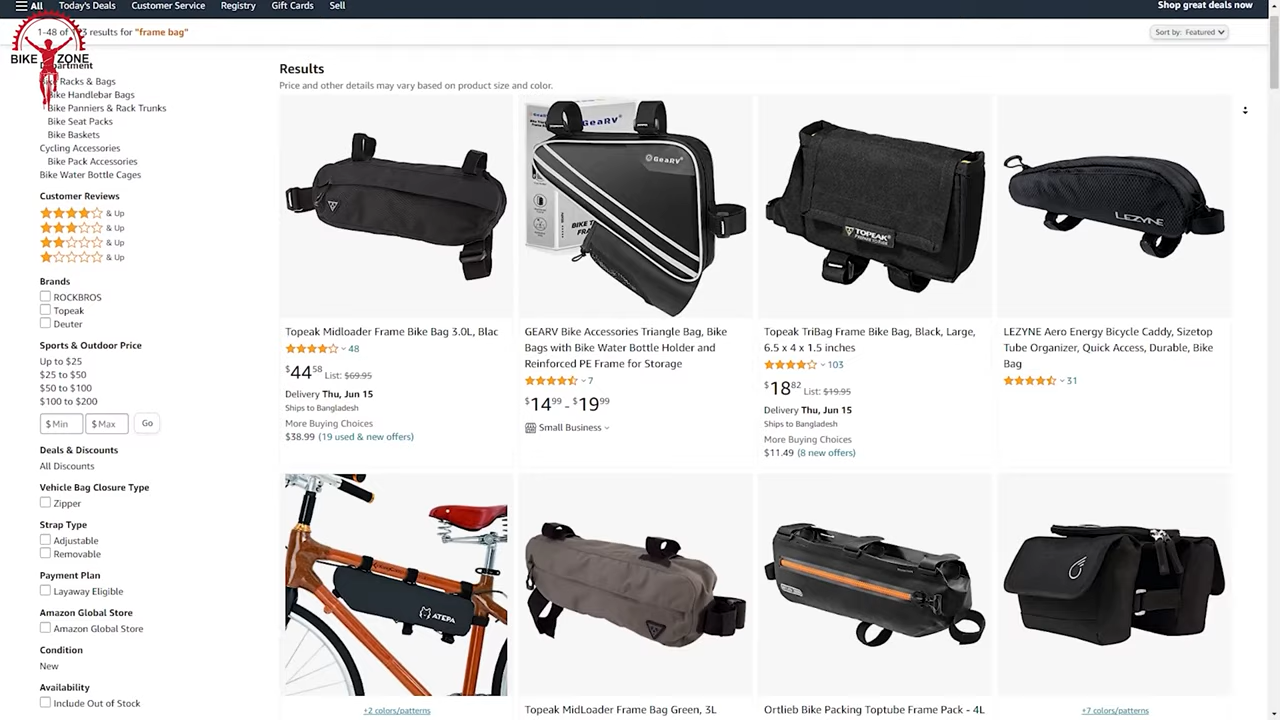 All
Today's Deals
Customer Service
Registry
Gift Cards
Sell
Shop great deals now
1-48 of
results for "frame bag"
Sort by: Featured
BIKE ZONE
Department
Bike Racks & Bags
Bike Handlebar Bags
Bike Panniers & Rack Trunks
Bike Seat Packs
Bike Baskets
Cycling Accessories
Bike Pack Accessories
Bike Water Bottle Cages
Customer Reviews
& Up
& Up
& Up
& Up
Brands
ROCKBROS
Topeak
Deuter
Sports & Outdoor Price
Up to $25
$25 to $50
$50 to $100
$100 to $200
$ Min
$ Max
Go
Deals & Discounts
All Discounts
Vehicle Bag Closure Type
Zipper
Strap Type
Adjustable
Removable
Payment Plan
Layaway Eligible
Amazon Global Store
Amazon Global Store
Condition
New
Availability
Include Out of Stock
Results
Price and other details may vary based on product size and color.
Topeak Midloader Frame Bike Bag 3.0L, Blac
48
$44 58 List: $69.95
Delivery Thu, Jun 15
Ships to Bangladesh
More Buying Choices
$38.99 (19 used & new offers)
GeaRV
GeaRV
GEARV Bike Accessories Triangle Bag, Bike
Bags with Bike Water Bottle Holder and
Reinforced PE Frame for Storage
7
$14 99 - $19 99
Small Business
TOPEAK
Topeak TriBag Frame Bike Bag, Black, Large,
6.5 x 4 x 1.5 inches
103
$18 82 List: $19.95
Delivery Thu, Jun 15
Ships to Bangladesh
More Buying Choices
$11.49 (8 new offers)
LEZYNE
LEZYNE Aero Energy Bicycle Caddy, Sizetop
Tube Organizer, Quick Access, Durable, Bike
Bag
31
ATEPA
+2 colors/patterns
Topeak MidLoader Frame Bag Green, 3L
Ortlieb Bike Packing Toptube Frame Pack - 4L
+7 colors/patterns